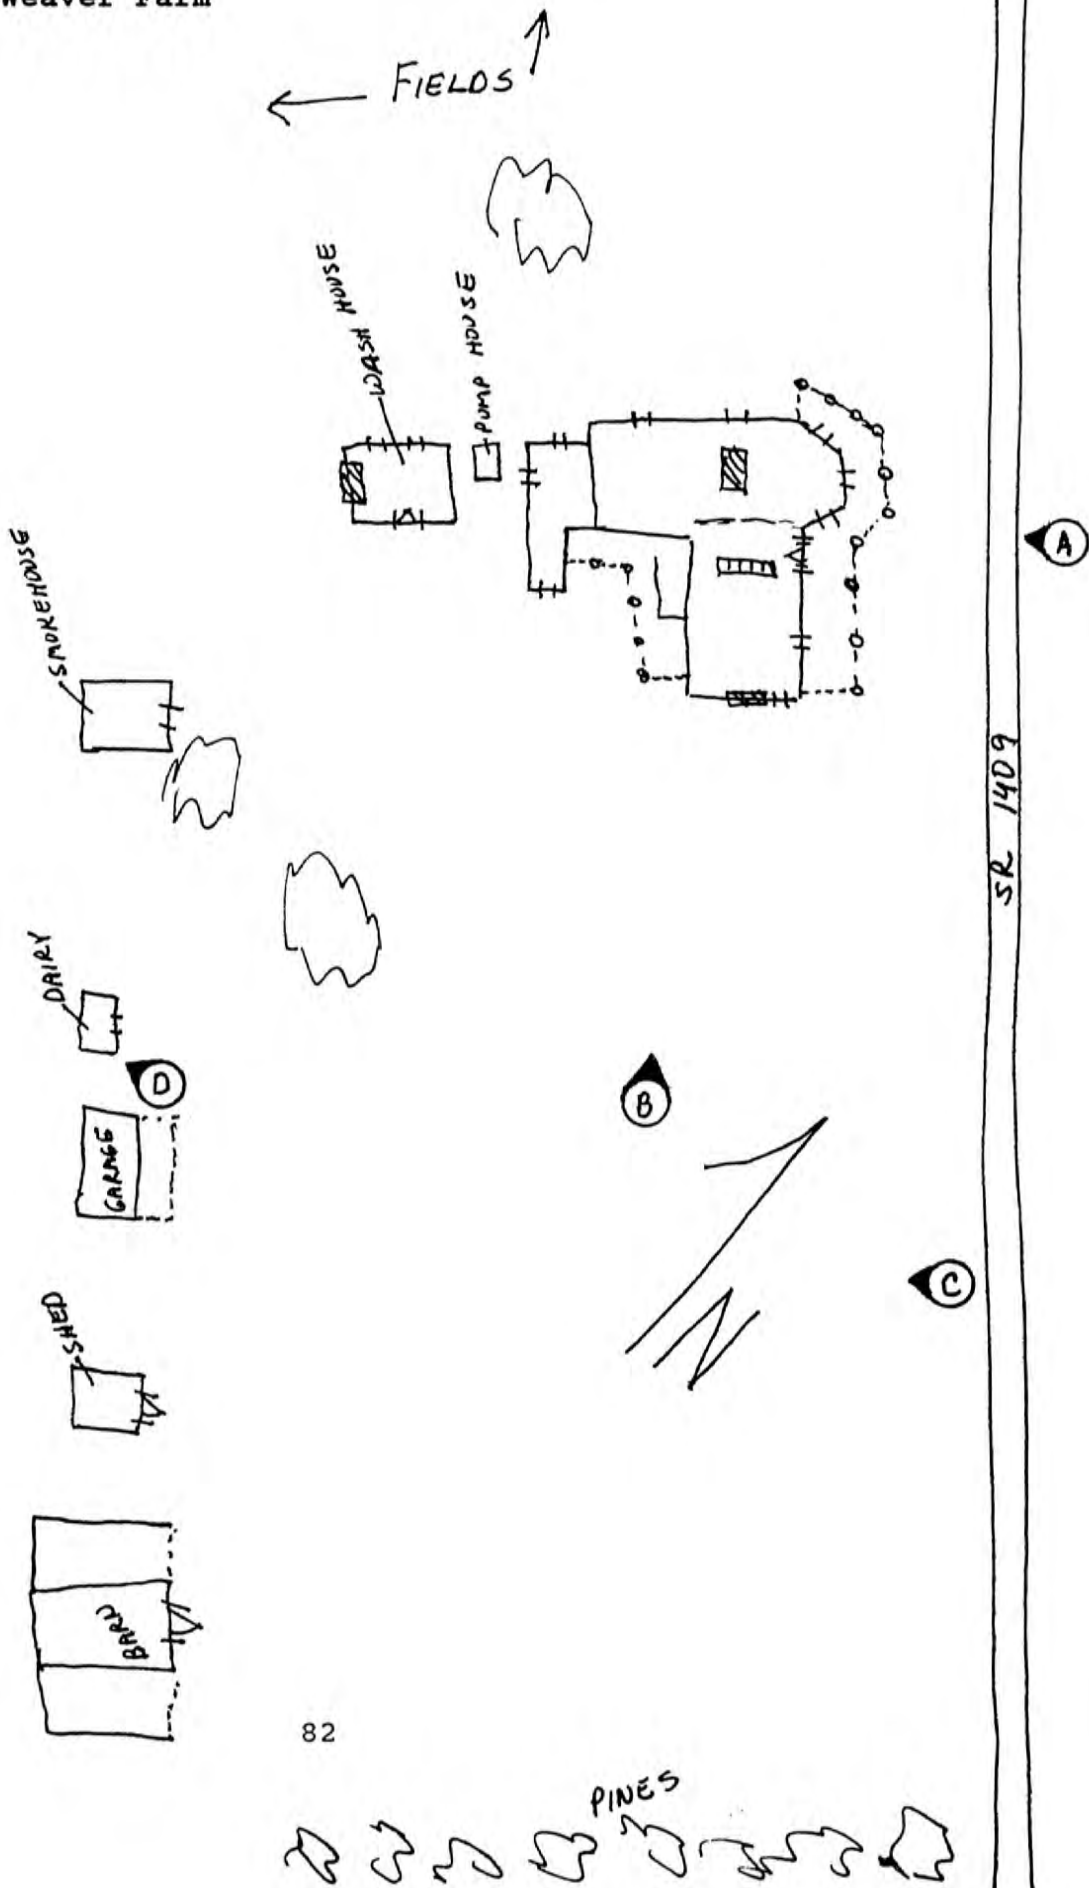 Weaver Farm
FIELDS
WASH HOUSE
PUMP HOUSE
SMOKEHOUSE
A
SR 1409
DAIRY
D
B
GARAGE
C
N
SHED
BARN
82
PINES